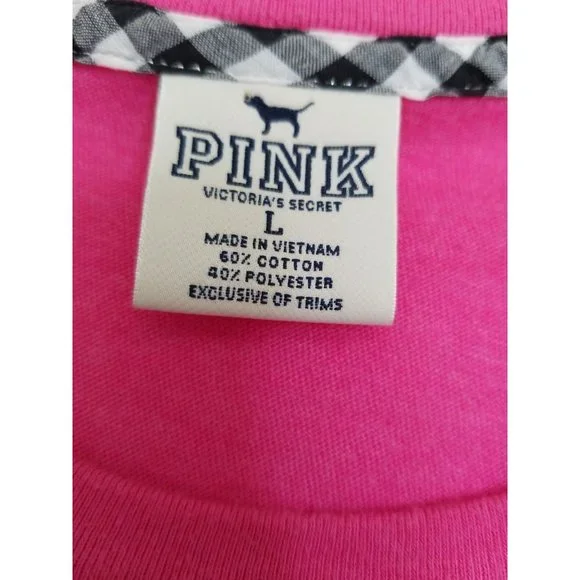 PINK
VICTORIA'S SECRET
L
MADE IN VIETNAM
60% COTTON
40% POLYESTER
EXCLUSIVE OF TRIMS